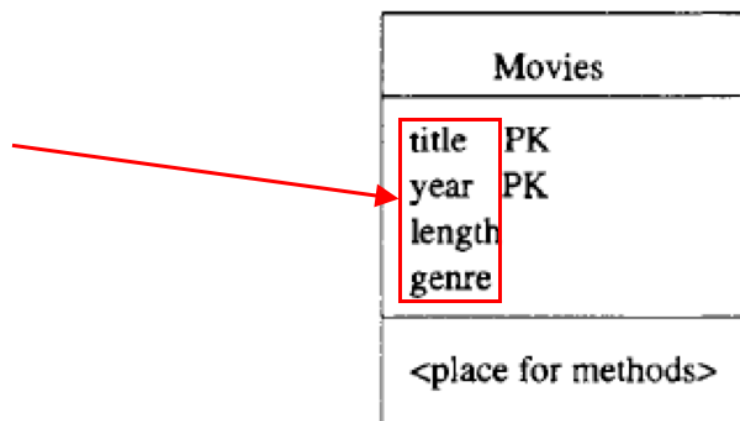 Movies
title PK
year PK
length
genre
<place for methods>